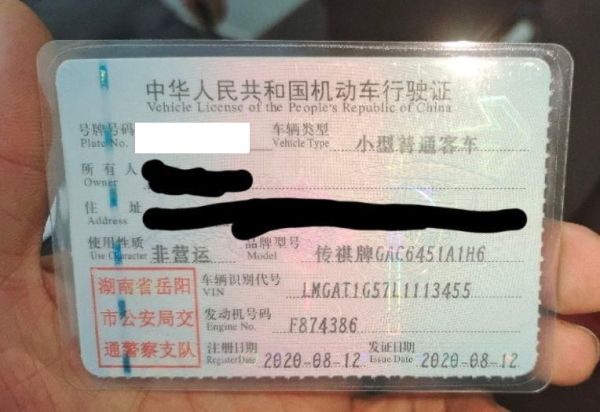 中华人民共和国机动车行驶证
Vehicle License of the People's Republic of China
号牌号码 车辆类型 小型普通客车
Plate No. Vehicle Type
所有人
Owner
住址
Address
使用性质 非营运 品牌型号 传祺牌GAC6451A1H6
Use Character Model
湖南省岳阳 车辆识别代号 LMGAT1G57L1113455
VIN
市公安局交 发动机号码 F874386
Engine No.
通警察支队 注册日期 2020-08-12 发证日期 2020-08-12
Register Date Issue Date